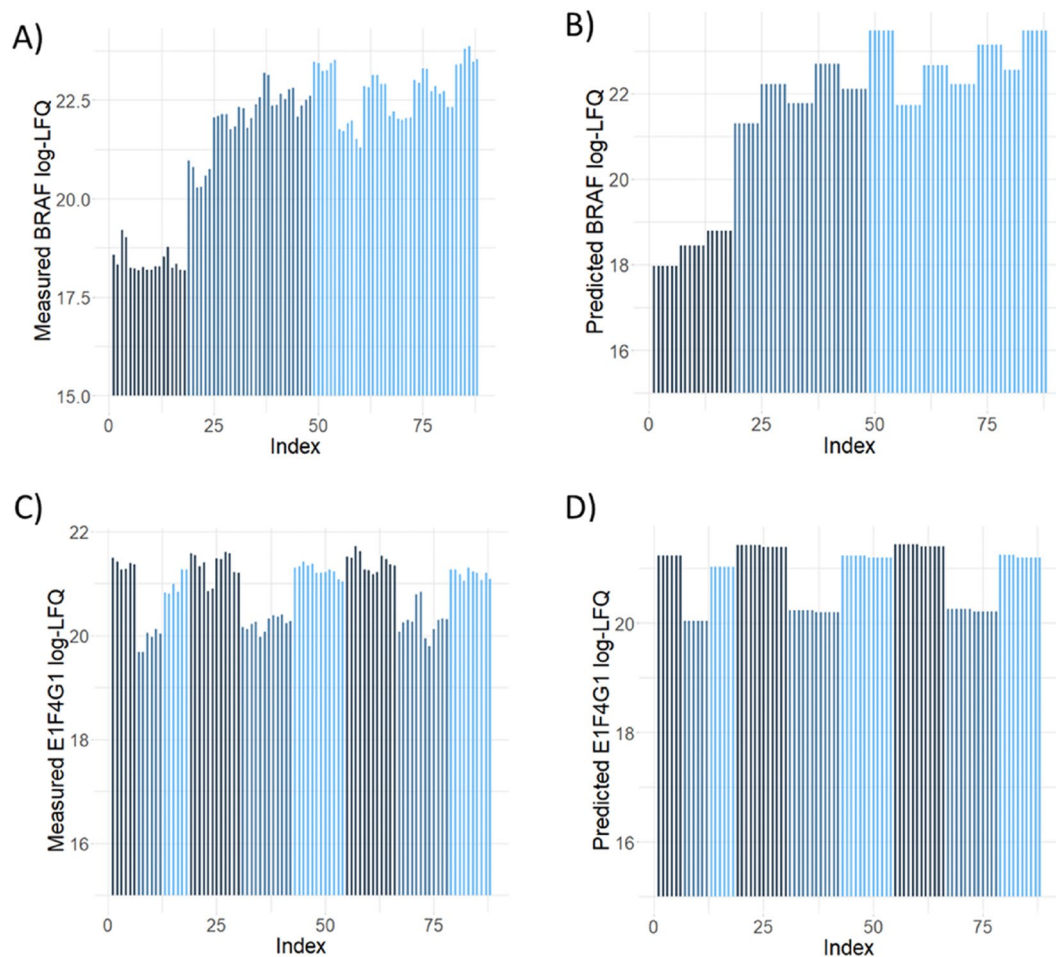 A)
Measured BRAF log-LFQ
22.5
20.0
17.5
15.0
0
25
50
75
Index
B)
Predicted BRAF log-LFQ
22
20
18
16
0
25
50
75
Index
C)
Measured E1F4G1 log-LFQ
22
20
18
16
0
25
50
75
Index
D)
Predicted E1F4G1 log-LFQ
20
18
16
0
25
50
75
Index